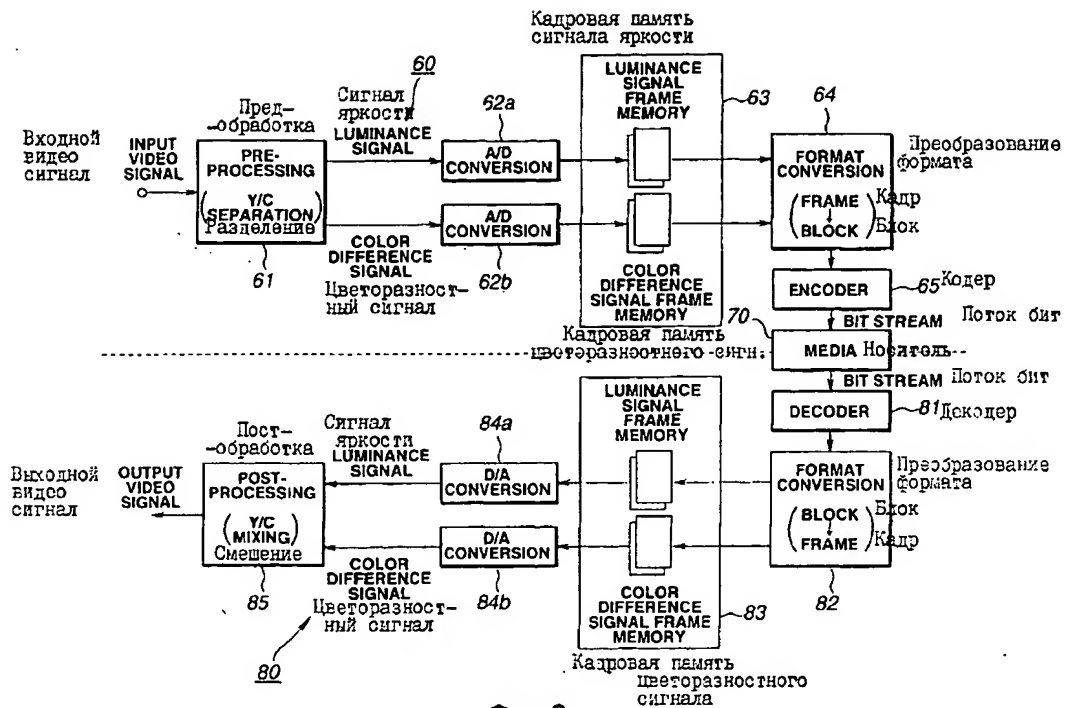 Кадровая память
сигнала яркости
60
Сигнал
яркости
LUMINANCE
SIGNAL
62a
A/D
CONVERSION
LUMINANCE
SIGNAL
FRAME
MEMORY
63
64
Пред-
-обработка
Входной
видео
сигнал
INPUT
VIDEO
SIGNAL
PRE-
PROCESSING
(Y/C
SEPARATION)
Разделение
61
COLOR
DIFFERENCE
SIGNAL
Цветоразност-
ный сигнал
A/D
CONVERSION
62b
COLOR
DIFFERENCE
SIGNAL FRAME
MEMORY
Кадровая память
цветоразностнего сигн.
FORMAT
CONVERSION
Преобразование
формата
(FRAME
↓
BLOCK)
Кадр
Блок
ENCODER
65
Кодер
BIT STREAM
Поток бит
70
MEDIA
Носитель
BIT STREAM
Поток бит
DECODER
81
Декодер
FORMAT
CONVERSION
Преобразование
формата
(BLOCK
↓
FRAME)
Блок
Кадр
82
LUMINANCE
SIGNAL
FRAME
MEMORY
COLOR
DIFFERENCE
SIGNAL FRAME
MEMORY
83
Кадровая память
цветоразностного
сигнала
84a
D/A
CONVERSION
D/A
CONVERSION
84b
Сигнал
яркости
LUMINANCE
SIGNAL
COLOR
DIFFERENCE
SIGNAL
Цветоразност-
ный сигнал
Пост-
-обработка
POST-
PROCESSING
(Y/C
MIXING)
Смешение
85
OUTPUT
VIDEO
SIGNAL
Выходной
видео
сигнал
80